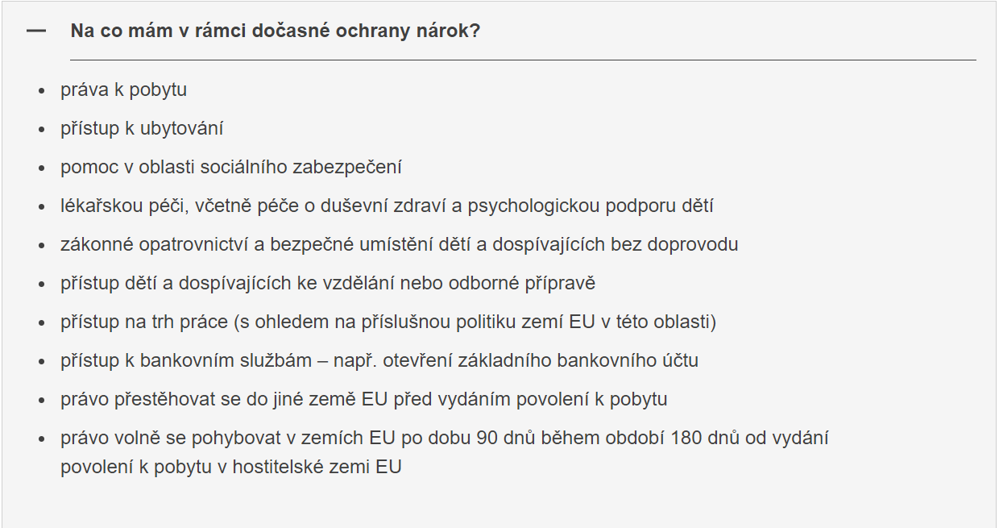 Na co mám v rámci dočasné ochrany nárok?
práva k pobytu
přístup k ubytování
pomoc v oblasti sociálního zabezpečení
lékařskou péči, včetně péče o duševní zdraví a psychologickou podporu dětí
zákonné opatrovnictví a bezpečné umístění dětí a dospívajících bez doprovodu
přístup dětí a dospívajících ke vzdělání nebo odborné přípravě
přístup na trh práce (s ohledem na příslušnou politiku zemí EU v této oblasti)
přístup k bankovním službám – např. otevření základního bankovního účtu
právo přestěhovat se do jiné země EU před vydáním povolení k pobytu
právo volně se pohybovat v zemích EU po dobu 90 dnů během období 180 dnů od vydání
povolení k pobytu v hostitelské zemi EU